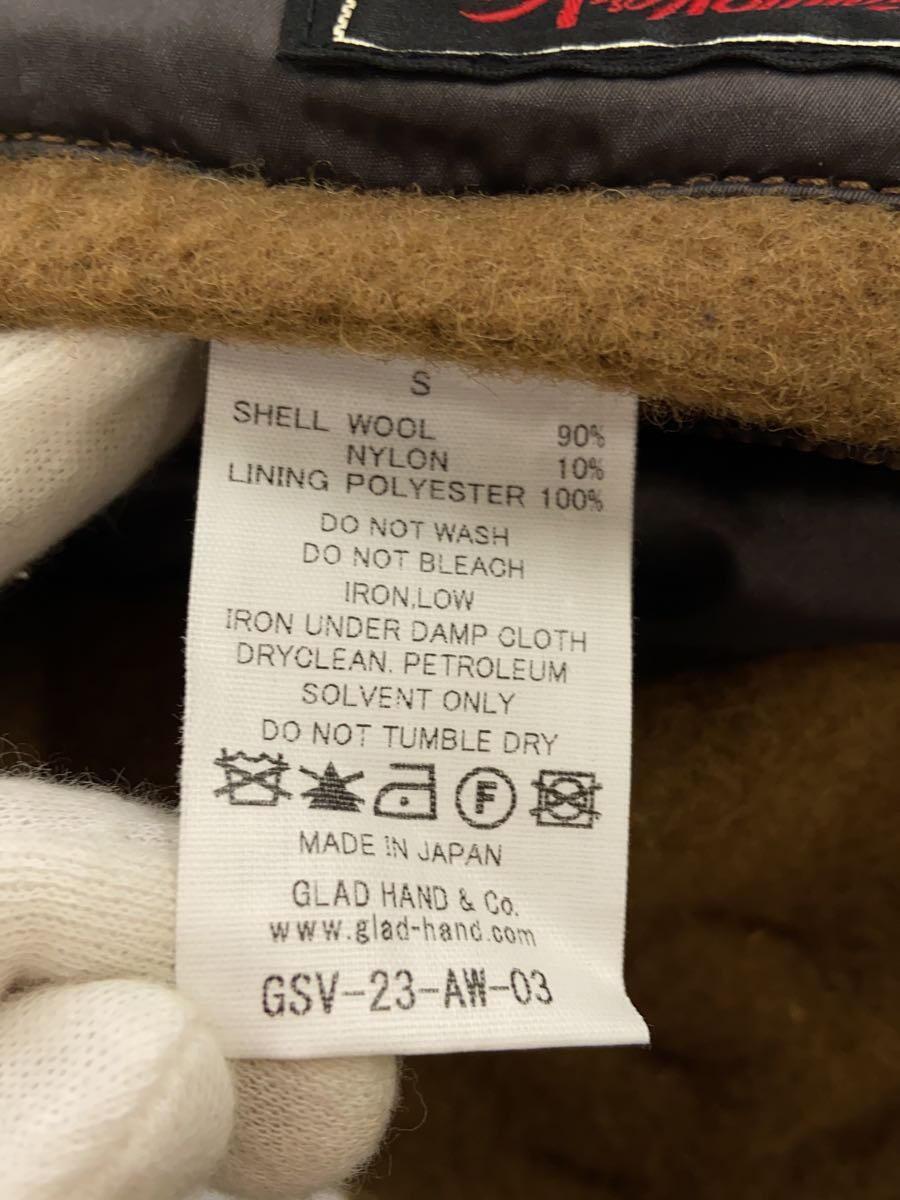 S
SHELL WOOL 90%
NYLON 10%
LINING POLYESTER 100%
DO NOT WASH
DO NOT BLEACH
IRON,LOW
IRON UNDER DAMP CLOTH
DRYCLEAN. PETROLEUM
SOLVENT ONLY
DO NOT TUMBLE DRY
F
MADE IN JAPAN
GLAD HAND & Co.
www.glad-hand.com
GSV-23-AW-03